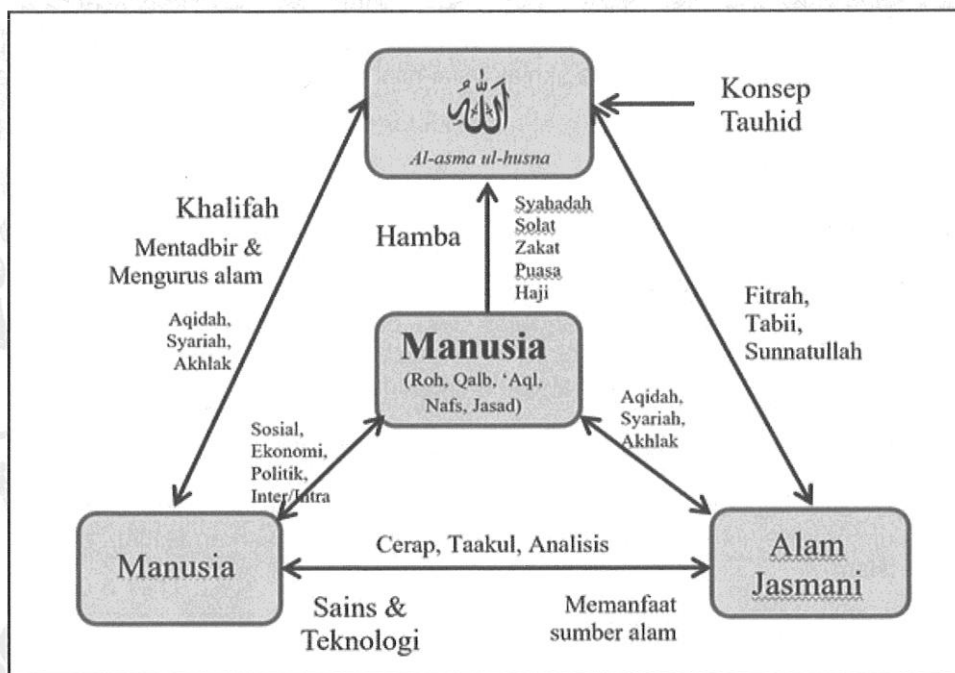 الله
Al-asma ul-husna
Konsep
Tauhid
Khalifah
Mentadbir &
Mengurus alam
Aqidah,
Syariah,
Akhlak
Hamba
Syahadah
Solat
Zakat
Puasa
Haji
Fitrah,
Tabii,
Sunnatullah
Manusia
(Roh, Qalb, ‘Aql,
Nafs, Jasad)
Sosial,
Ekonomi,
Politik,
Inter/Intra
Aqidah,
Syariah,
Akhlak
Manusia
Cerap, Taakul, Analisis
Sains &
Teknologi
Memanfaat
sumber alam
Alam
Jasmani